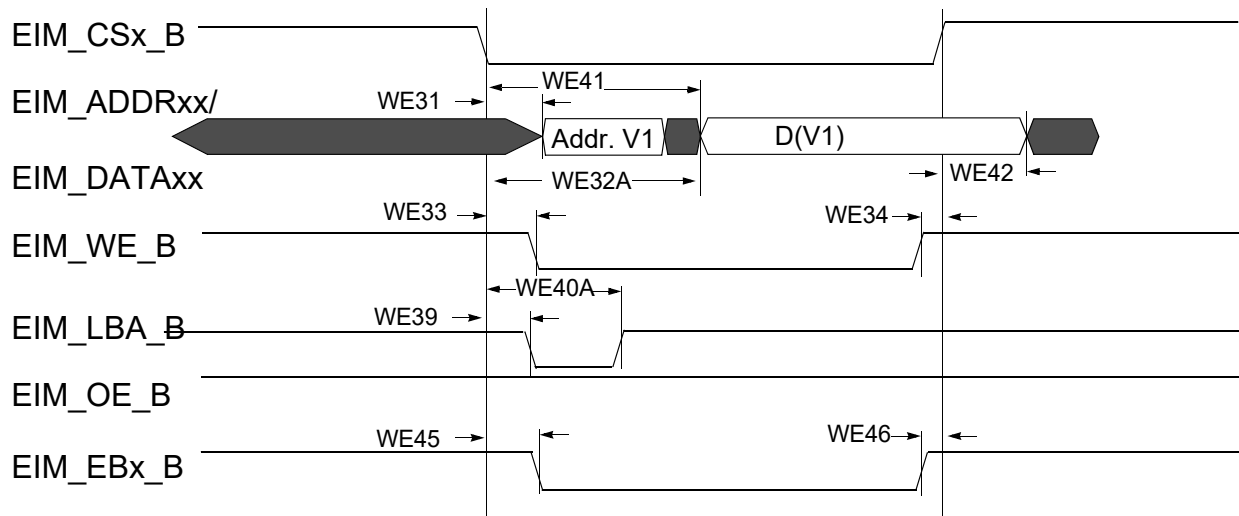 EIM_CSx_B
WE41
EIM_ADDRxx/
WE31
Addr. V1
D(V1)
EIM_DATAxx
WE32A
WE42
WE33
WE34
EIM_WE_B
WE40A
EIM_LBA_B
WE39
EIM_OE_B
WE45
WE46
EIM_EBx_B